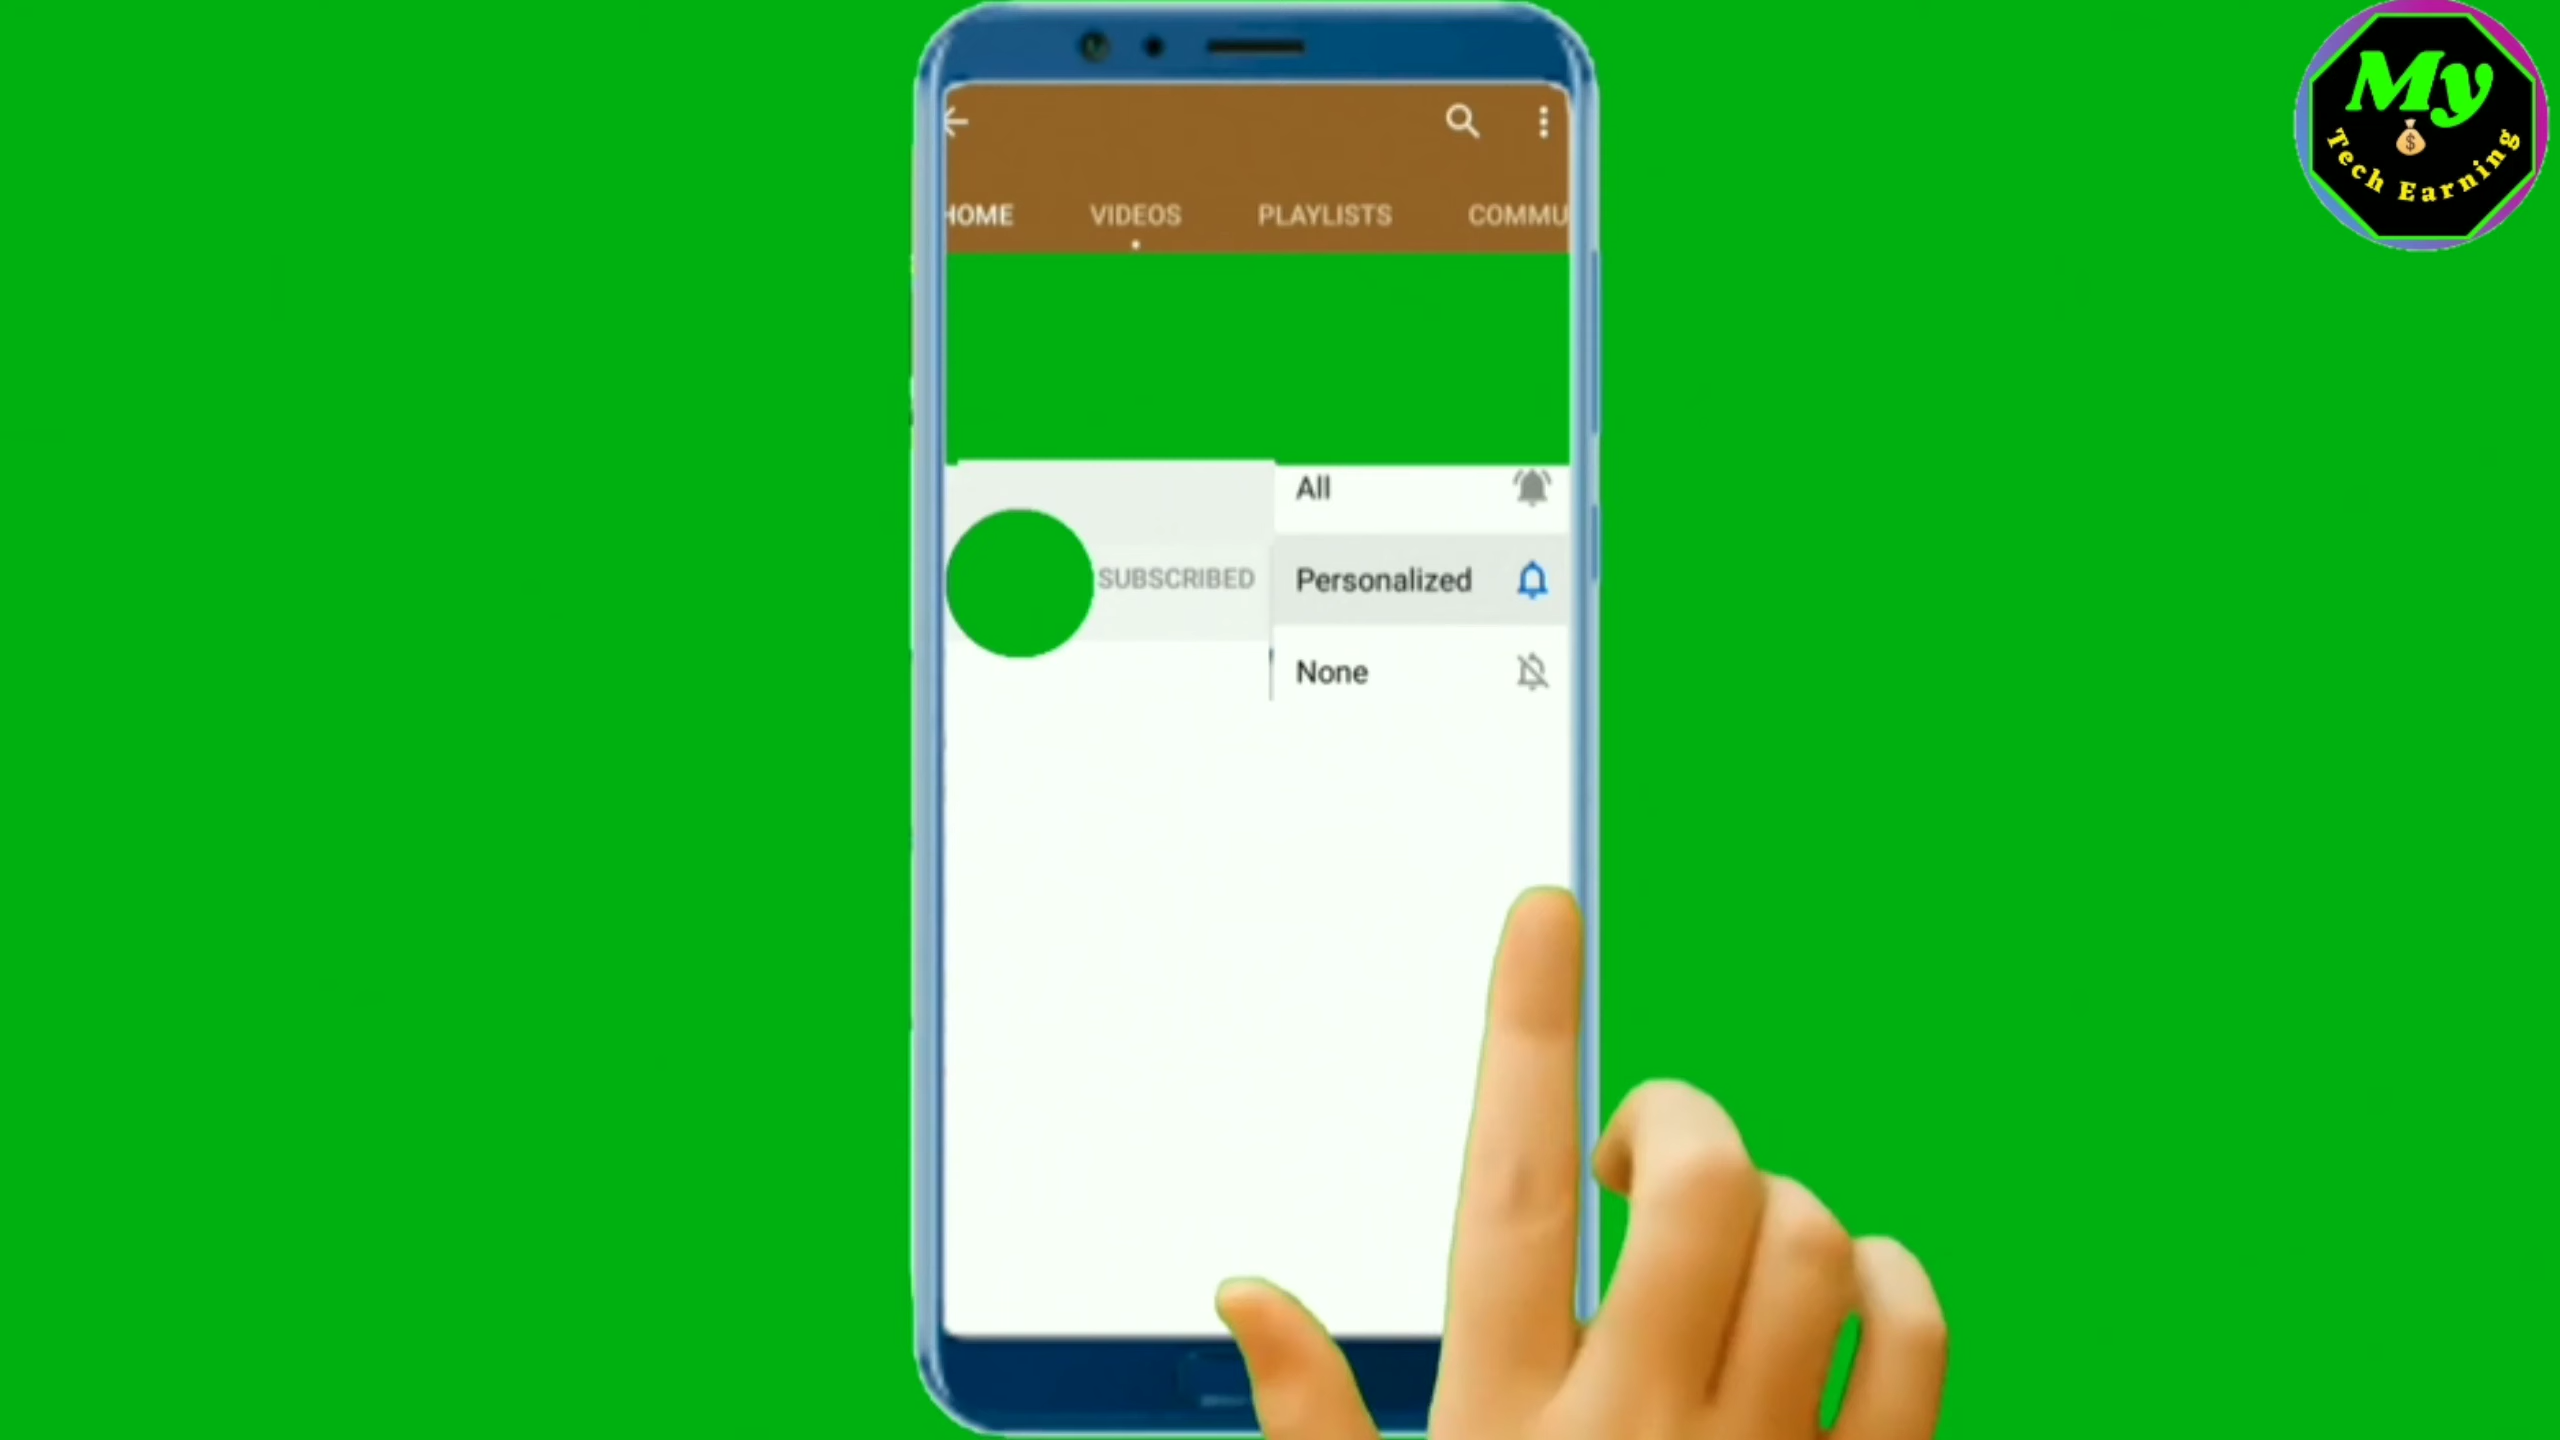 My
Tech Earning
HOME VIDEOS PLAYLISTS COMMU
All
SUBSCRIBED Personalized
None